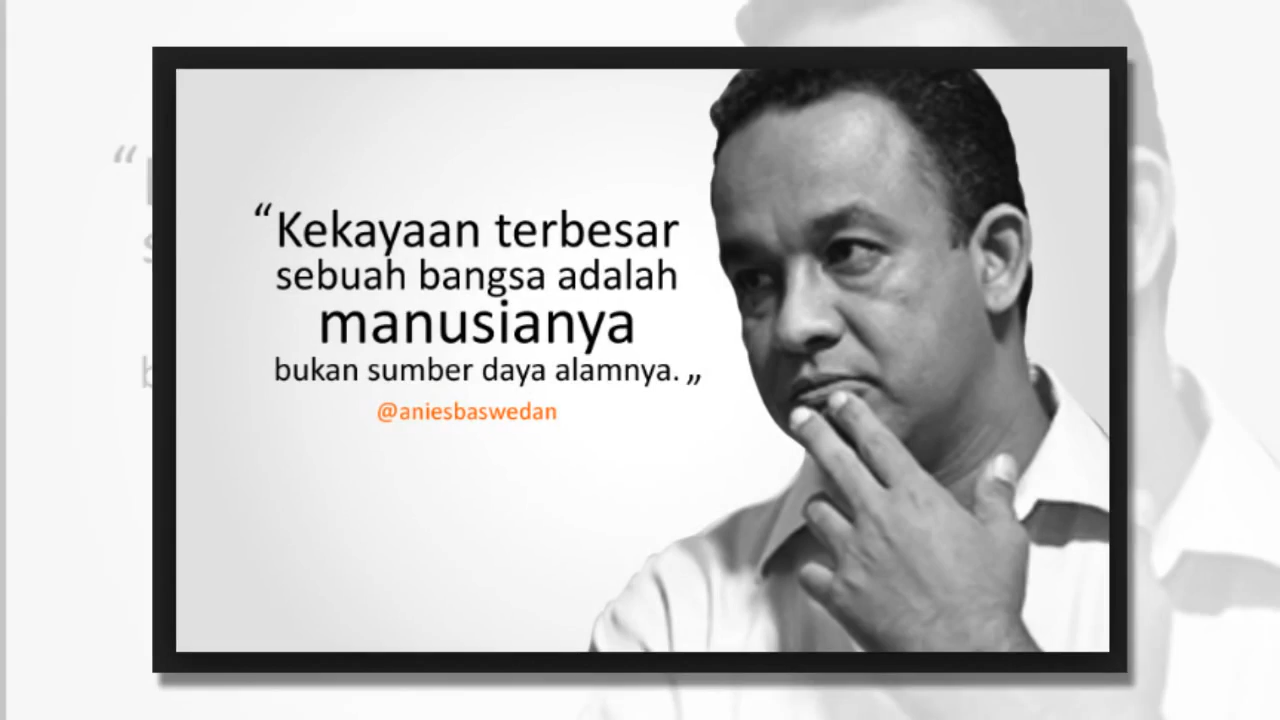 “Kekayaan terbesar
sebuah bangsa adalah
manusianya
bukan sumber daya alamnya.„
@aniesbaswedan